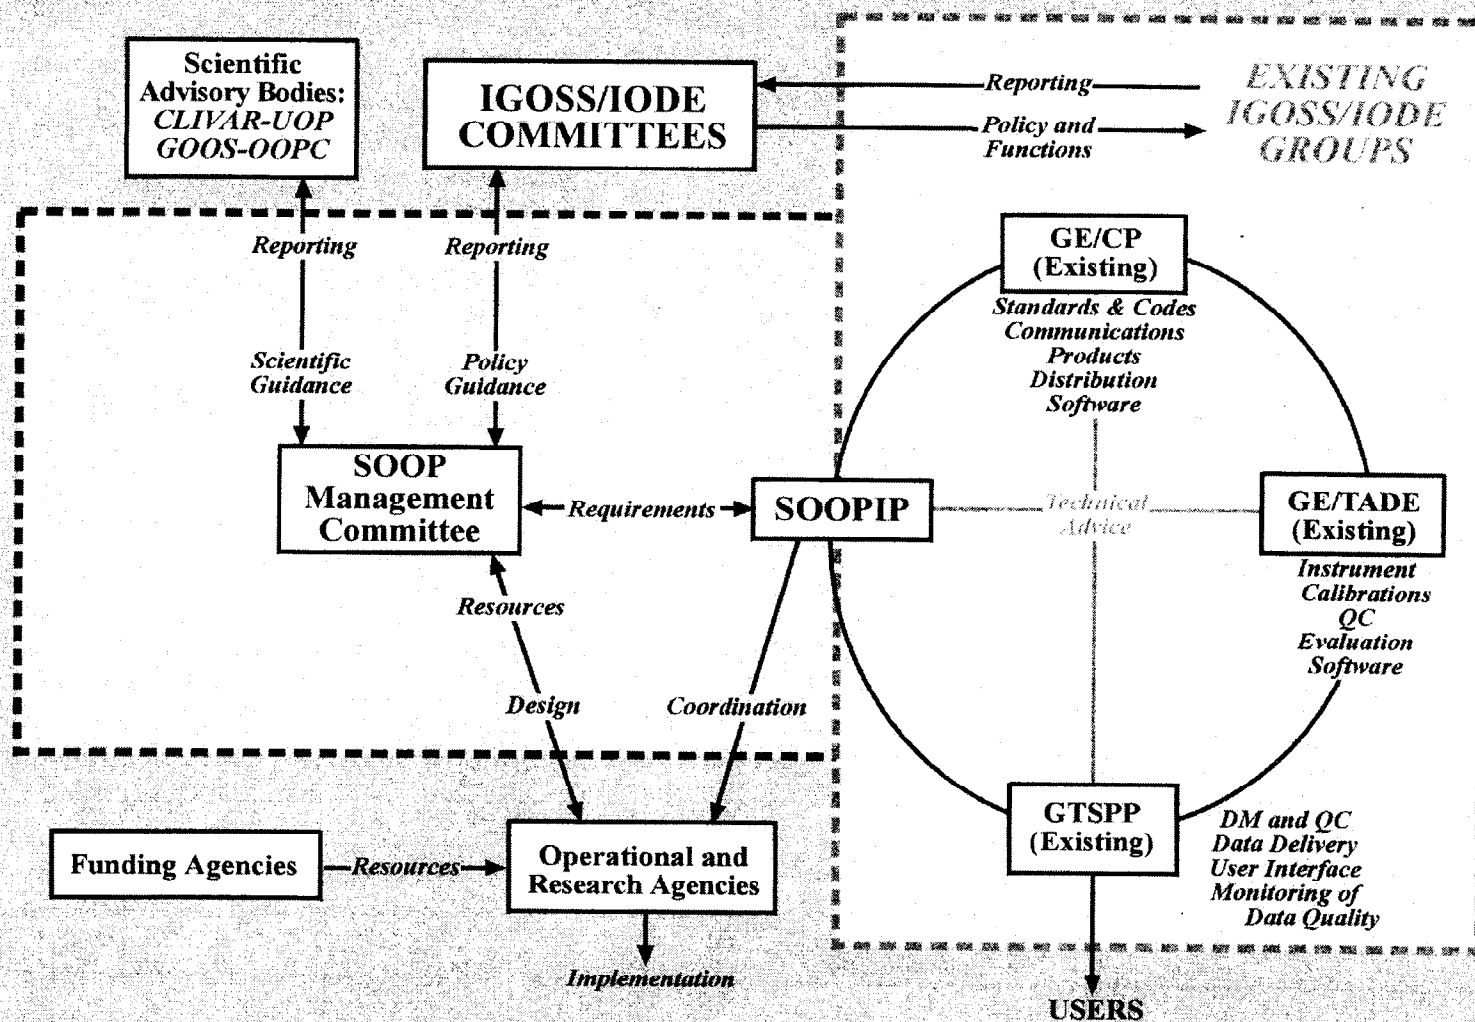 Scientific
Advisory Bodies:
CLIVAR-UOP
GOOS-OOPC
IGOSS/IODE
COMMITTEES
Reporting
Policy and
Functions
EXISTING
IGOSS/IODE
GROUPS
Reporting
Reporting
Scientific
Guidance
Policy
Guidance
GE/CP
(Existing)
Standards & Codes
Communications
Products
Distribution
Software
SOOP
Management
Committee
Requirements
SOOPIP
Technical
Advice
GE/TADE
(Existing)
Instrument
Calibrations
QC
Evaluation
Software
Resources
Design
Coordination
Funding Agencies
Resources
Operational and
Research Agencies
Implementation
GTSPP
(Existing)
DM and QC
Data Delivery
User Interface
Monitoring of
Data Quality
USERS